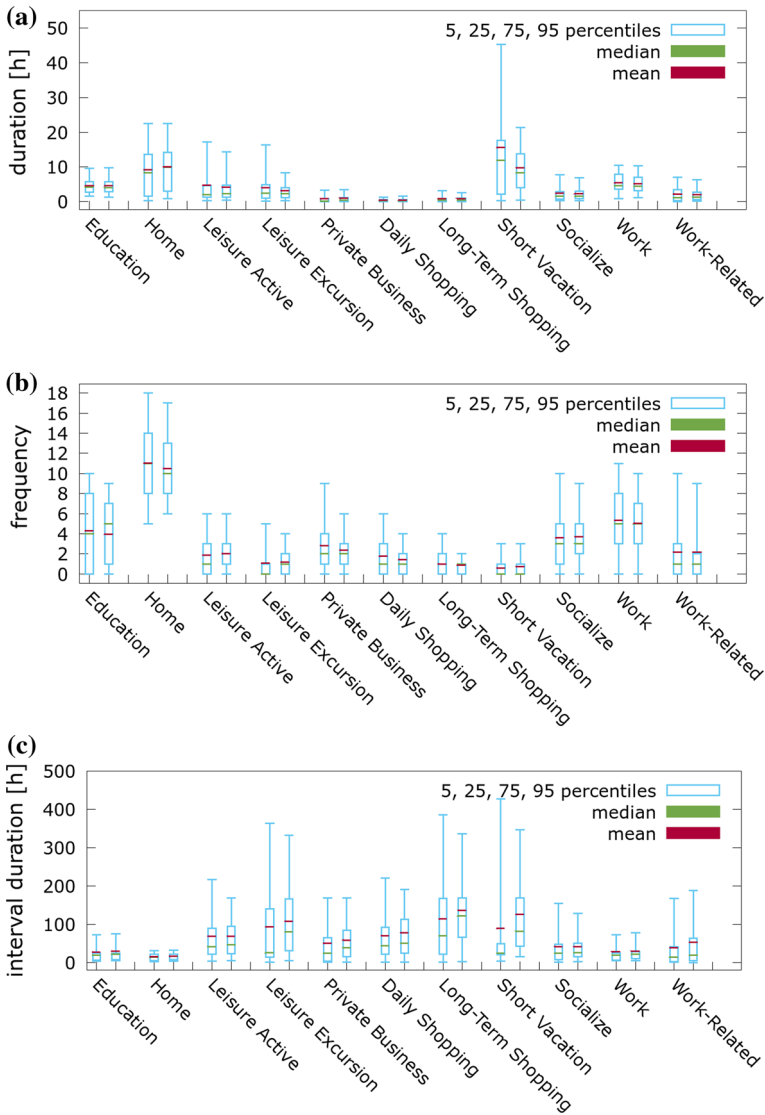 (a)
duration [h]
50
40
30
20
10
0
5, 25, 75, 95 percentiles
median
mean
Education
Home
Leisure Active
Leisure Excursion
Private Business
Daily Shopping
Long-Term Shopping
Short Vacation
Socialize
Work
Work-Related
(b)
frequency
18
16
14
12
10
8
6
4
2
0
5, 25, 75, 95 percentiles
median
mean
Education
Home
Leisure Active
Leisure Excursion
Private Business
Daily Shopping
Long-Term Shopping
Short Vacation
Socialize
Work
Work-Related
(c)
interval duration [h]
500
400
300
200
100
0
5, 25, 75, 95 percentiles
median
mean
Education
Home
Leisure Active
Leisure Excursion
Private Business
Daily Shopping
Long-Term Shopping
Short Vacation
Socialize
Work
Work-Related